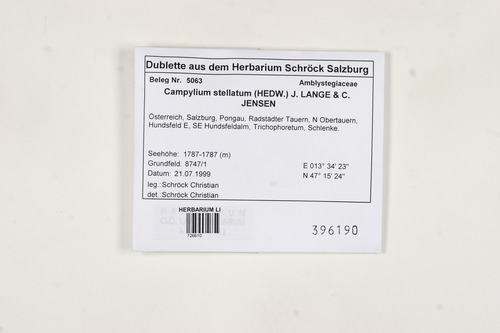 Dublette aus dem Herbarium Schröck Salzburg
Beleg Nr. 5063 Amblystegiaceae
Campylium stellatum (HEDW.) J. LANGE & C.
JENSEN
Österreich, Salzburg, Pongau, Radstädter Tauern, N Obertauern,
Hundsfeld E, SE Hundsfeldalm, Trichophoretum, Schlenke.
Seehöhe: 1787-1787 (m) E 013° 34' 23"
Grundfeld: 8747/1 N 47° 15' 24"
Datum: 21.07.1999
leg.:Schröck Christian
det.:Schröck Christian
HERBARIUM LI
726610
396190